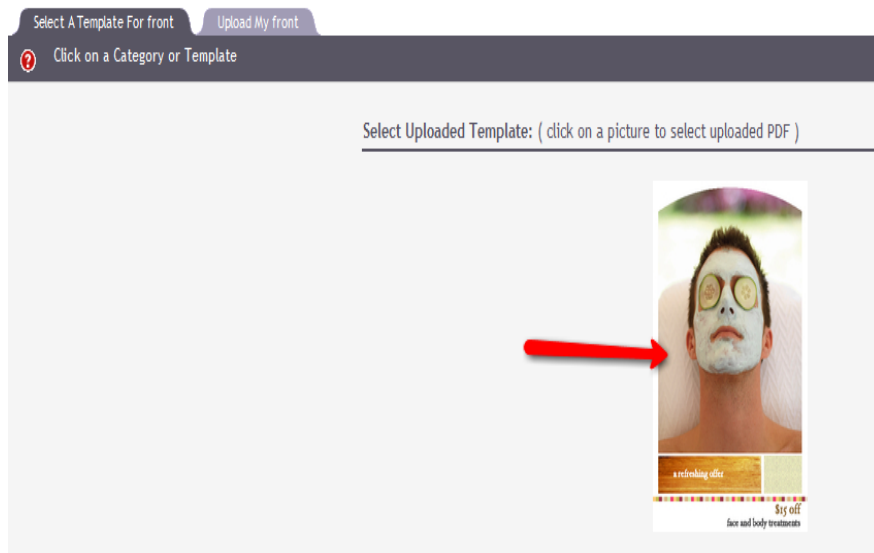 Select A Template For front
Upload My front
? Click on a Category or Template
Select Uploaded Template: ( click on a picture to select uploaded PDF )
a refreshing offer
$15 off
face and body treatments